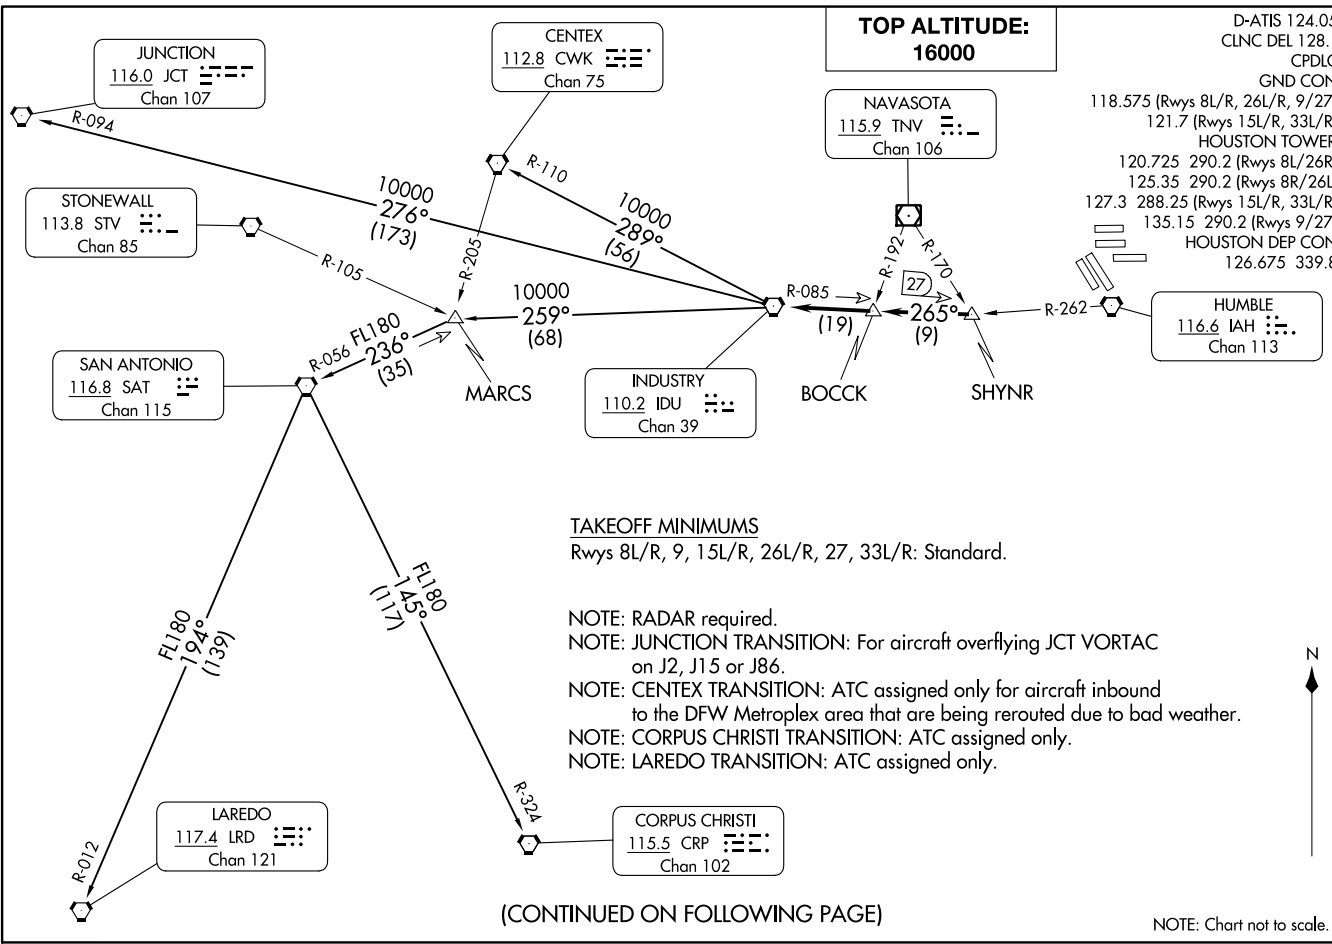 TOP ALTITUDE:
16000
D-ATIS 124.05
CLNC DEL 128.
CPDLC
GND CON
118.575 (Rwys 8L/R, 26L/R, 9/27
121.7 (Rwys 15L/R, 33L/R
HOUSTON TOWER
120.725 290.2 (Rwys 8L/26R
125.35 290.2 (Rwys 8R/26L
127.3 288.25 (Rwys 15L/R, 33L/R
135.15 290.2 (Rwys 9/27
HOUSTON DEP CON
126.675 339.8
JUNCTION
116.0 JCT
Chan 107
CENTEX
112.8 CWK
Chan 75
NAVASOTA
115.9 TNV
Chan 106
STONEWALL
113.8 STV
Chan 85
SAN ANTONIO
116.8 SAT
Chan 115
INDUSTRY
110.2 IDU
Chan 39
HUMBLE
116.6 IAH
Chan 113
R-094
10000
276°
(173)
R-110
10000
289°
(56)
R-205
R-105
10000
259°
(68)
R-085
(19)
R-192
R-170
27
265°
(9)
R-262
R-056
FL180
236°
(35)
MARCS
BOCCK
SHYNR
FL180
194°
(139)
FL180
145°
(117)
R-012
R-324
LAREDO
117.4 LRD
Chan 121
CORPUS CHRISTI
115.5 CRP
Chan 102
TAKEOFF MINIMUMS
Rwys 8L/R, 9, 15L/R, 26L/R, 27, 33L/R: Standard.
NOTE: RADAR required.
NOTE: JUNCTION TRANSITION: For aircraft overflying JCT VORTAC
on J2, J15 or J86.
NOTE: CENTEX TRANSITION: ATC assigned only for aircraft inbound
to the DFW Metroplex area that are being rerouted due to bad weather.
NOTE: CORPUS CHRISTI TRANSITION: ATC assigned only.
NOTE: LAREDO TRANSITION: ATC assigned only.
N
(CONTINUED ON FOLLOWING PAGE)
NOTE: Chart not to scale.